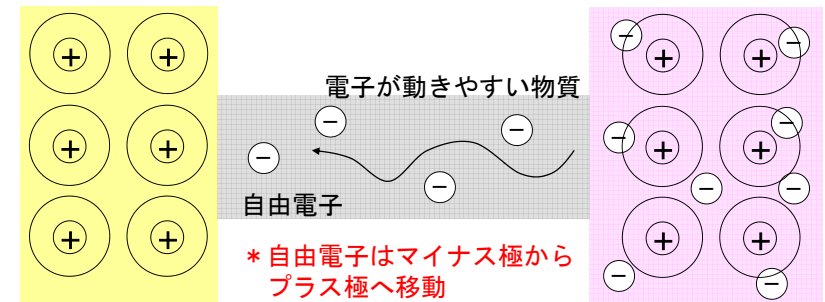 電子が動きやすい物質
自由電子
＊自由電子はマイナス極から
プラス極へ移動